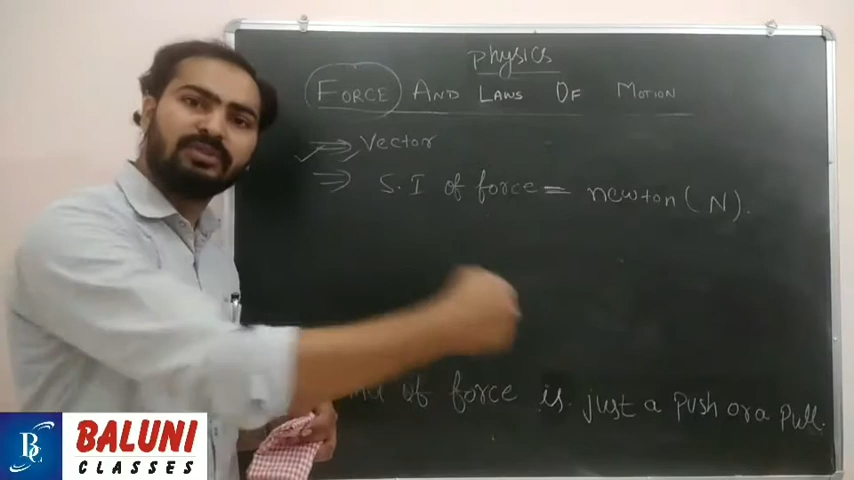 Physics
FORCE AND LAWS OF MOTION
⇒ Vector
⇒ S.I of force = newton (N).
of force is just a push or a pull.
BC
BALUNI
CLASSES